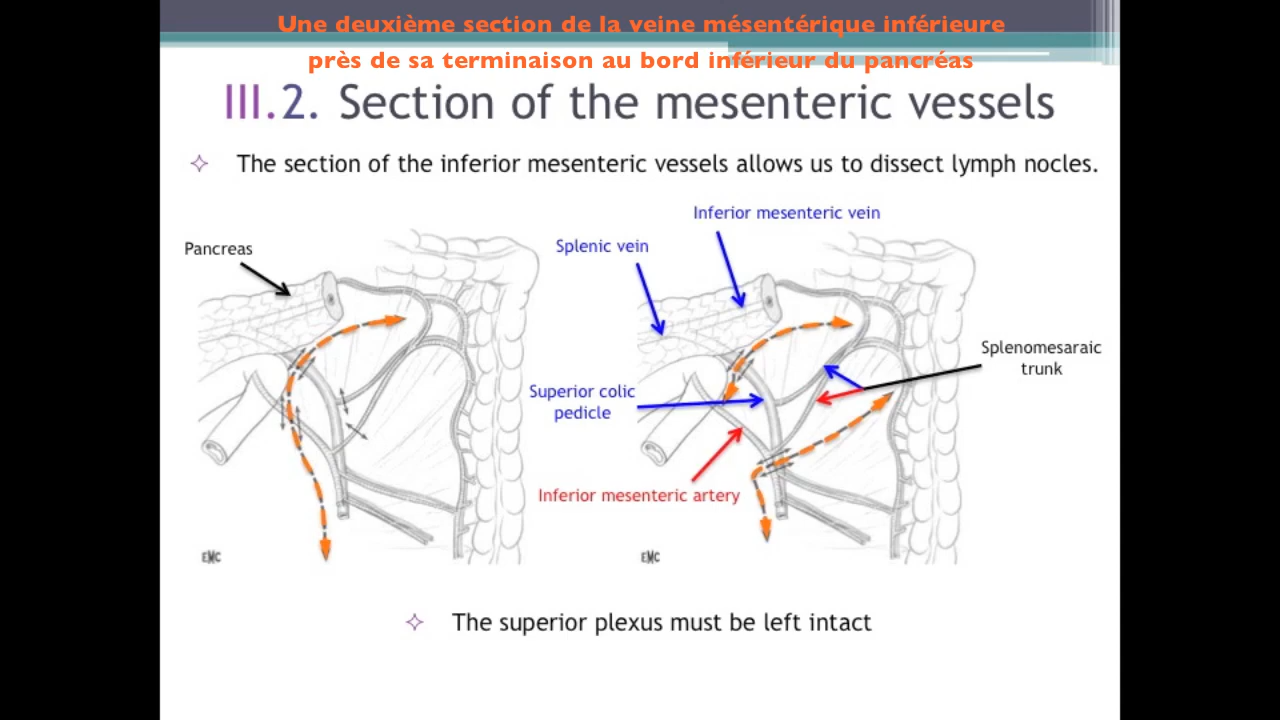 Une deuxième section de la veine mésentérique inférieure
près de sa terminaison au bord inférieur du pancréas
III.2. Section of the mesenteric vessels
The section of the inferior mesenteric vessels allows us to dissect lymph nocles.
Inferior mesenteric vein
Splenic vein
Pancreas
Splenomesaraic
trunk
Superior colic
pedicle
Inferior mesenteric artery
EMC
EMC
The superior plexus must be left intact